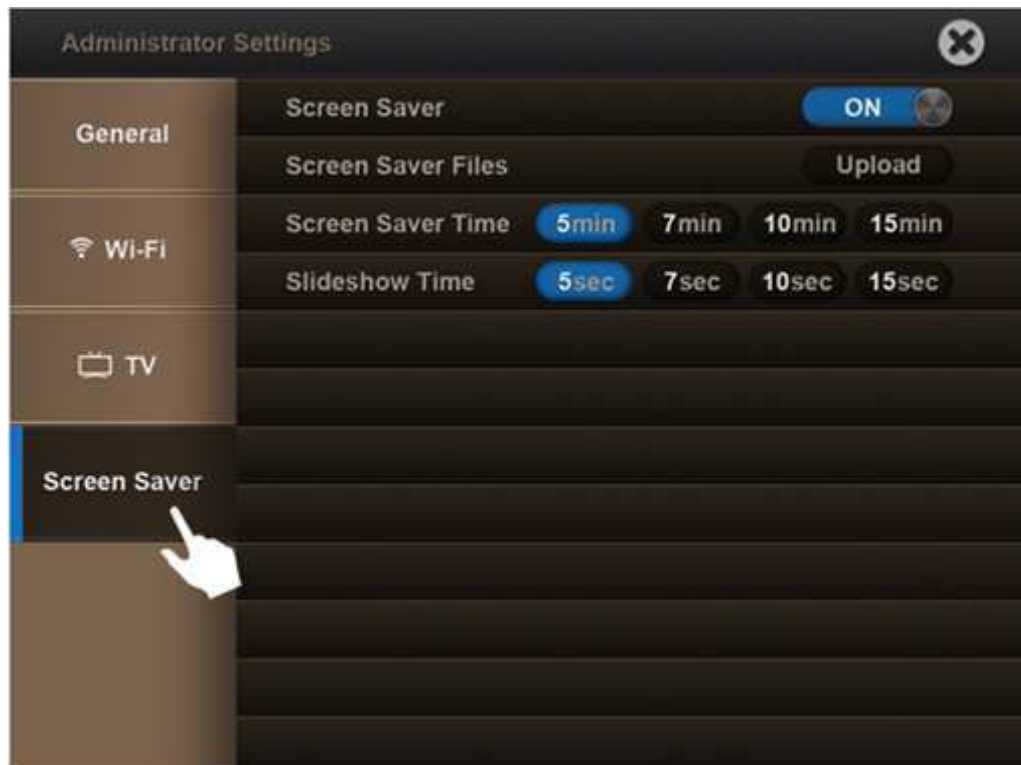 Administrator Settings
General
Wi-Fi
TV
Screen Saver
Screen Saver ON
Screen Saver Files Upload
Screen Saver Time 5min 7min 10min 15min
Slideshow Time 5sec 7sec 10sec 15sec